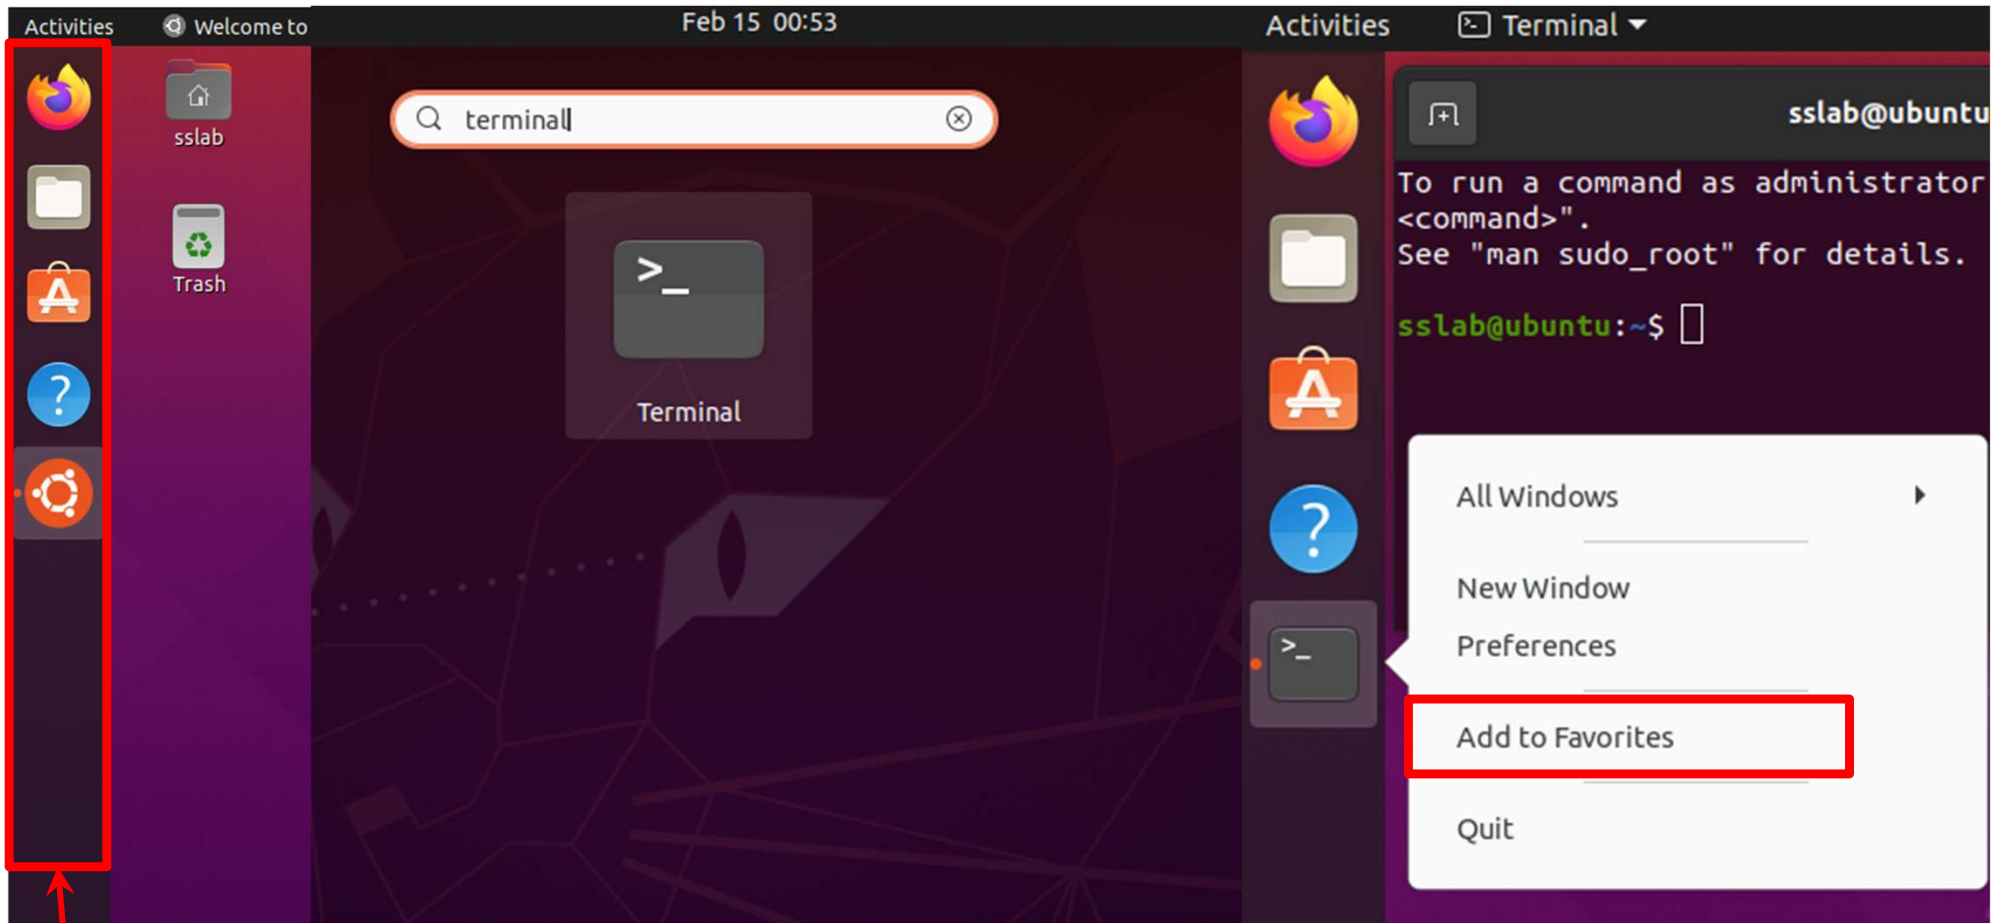 Activities
Welcome to
sslab
Trash
Feb 15 00:53
terminal
>_
Terminal
Activities
Terminal
sslab@ubuntu
To run a command as administrator
<command>".
See "man sudo_root" for details.
sslab@ubuntu:~$
All Windows
New Window
Preferences
Add to Favorites
Quit
A
?
A
?
>_